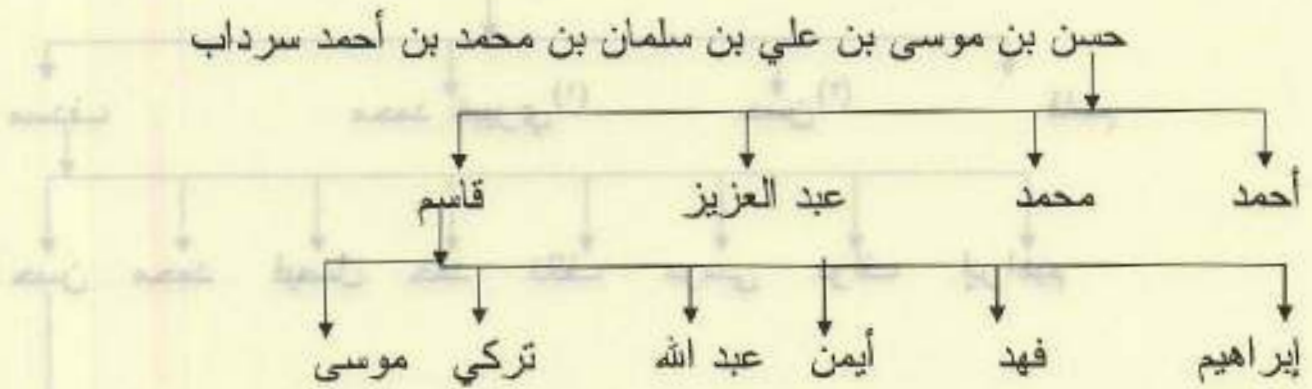 حسن بن موسى بن علي بن سلمان بن محمد بن أحمد سرداب
أحمد محمد عبد العزيز قاسم
إبراهيم فهد أيمن عبد الله تركي موسى